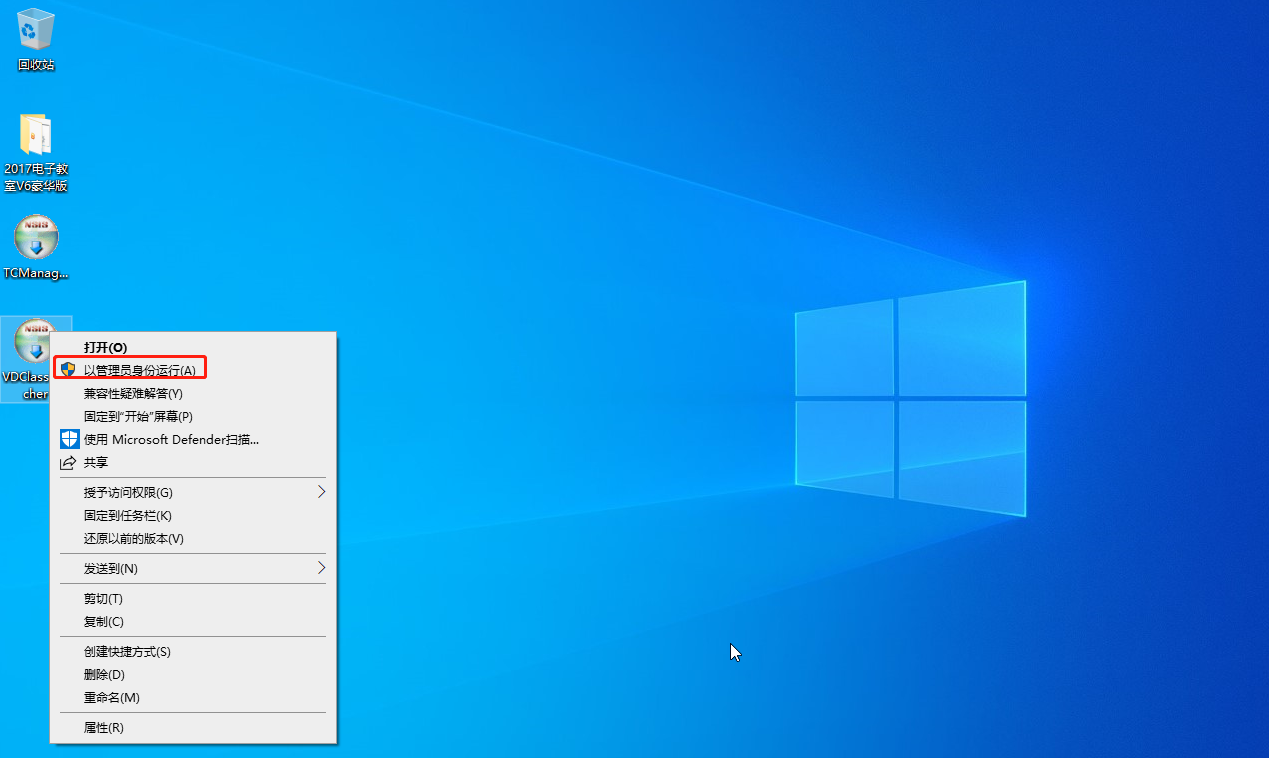 回收站
2017电子教
室V6豪华版
NSIS
TCManag...
NSIS
VDClass
cher
打开(O)
以管理员身份运行(A)
兼容性疑难解答(Y)
固定到"开始"屏幕(P)
使用 Microsoft Defender扫描...
共享
授予访问权限(G)
固定到任务栏(K)
还原以前的版本(V)
发送到(N)
剪切(T)
复制(C)
创建快捷方式(S)
删除(D)
重命名(M)
属性(R)